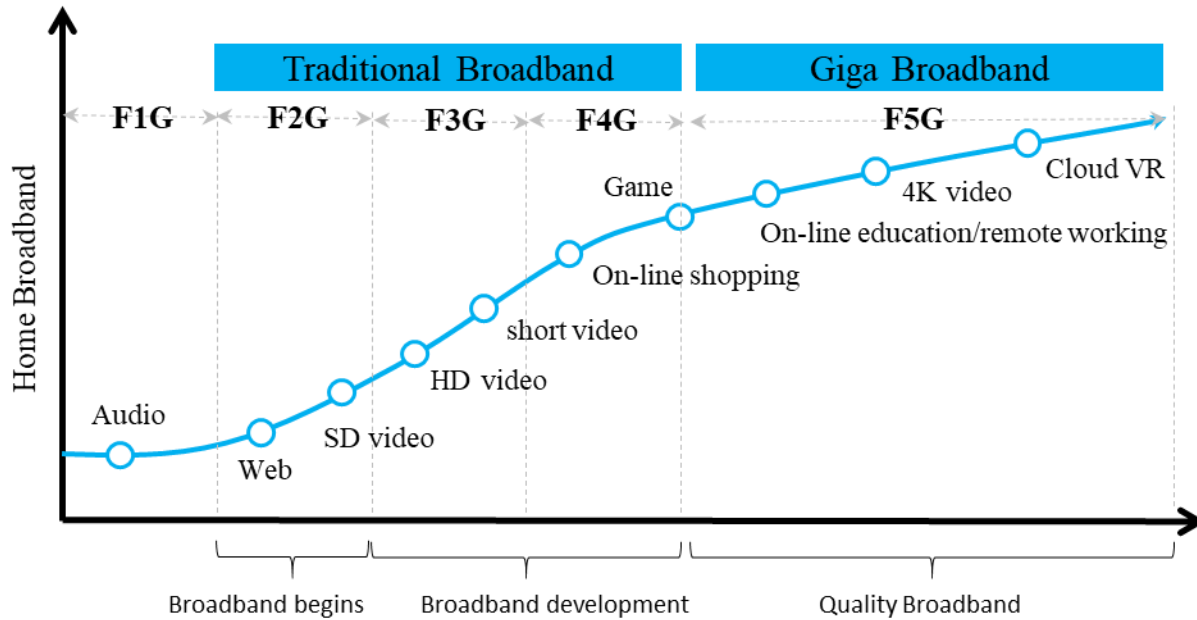 Traditional Broadband
Giga Broadband
F1G
F2G
F3G
F4G
F5G
Home Broadband
Audio
Web
SD video
HD video
short video
On-line shopping
Game
On-line education/remote working
4K video
Cloud VR
Broadband begins
Broadband development
Quality Broadband